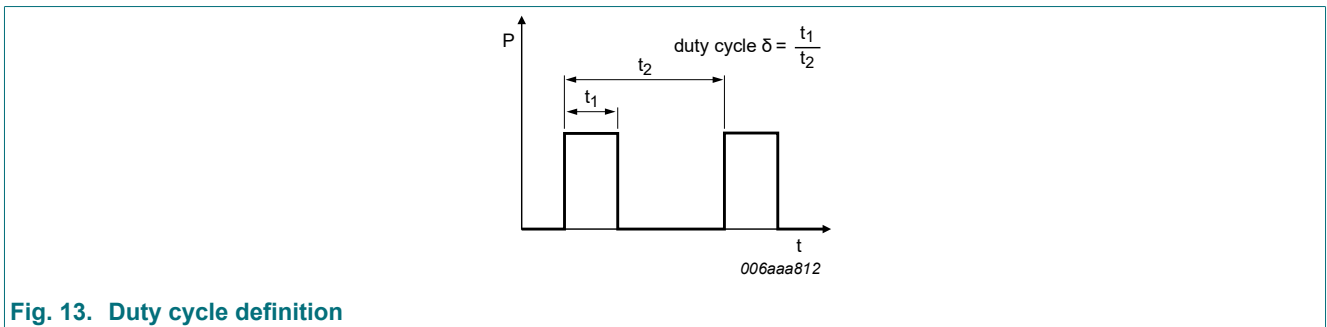 P
duty cycle δ = t1/t2
t2
t1
t
006aaa812
Fig. 13. Duty cycle definition